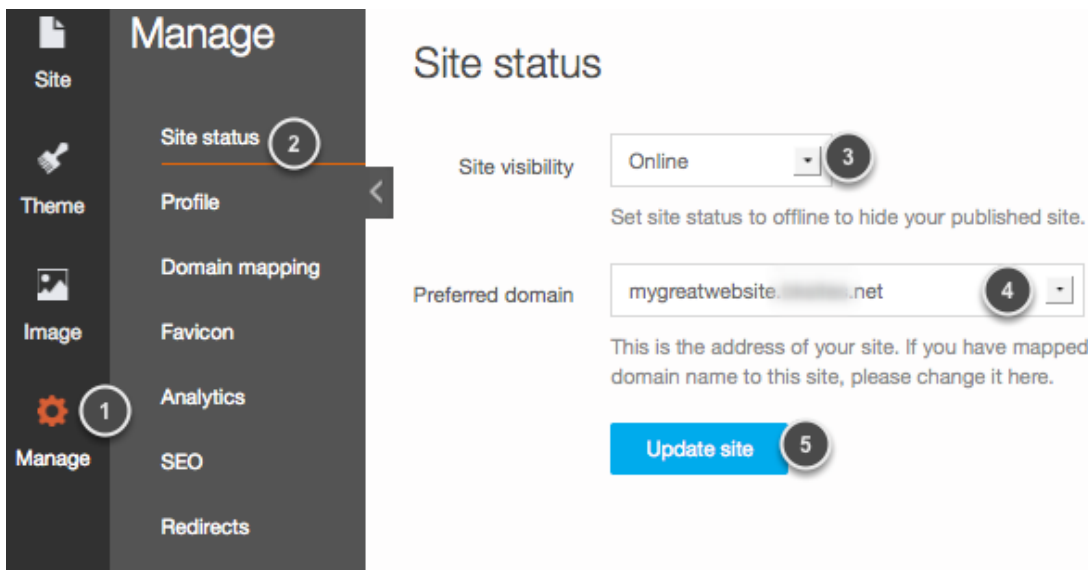 Site
Theme
Image
1
Manage
Manage
Site status 2
Profile
Domain mapping
Favicon
Analytics
SEO
Redirects
Site status
Site visibility Online 3
Set site status to offline to hide your published site.
Preferred domain mygreatwebsite. .net 4
This is the address of your site. If you have mapped
domain name to this site, please change it here.
Update site 5